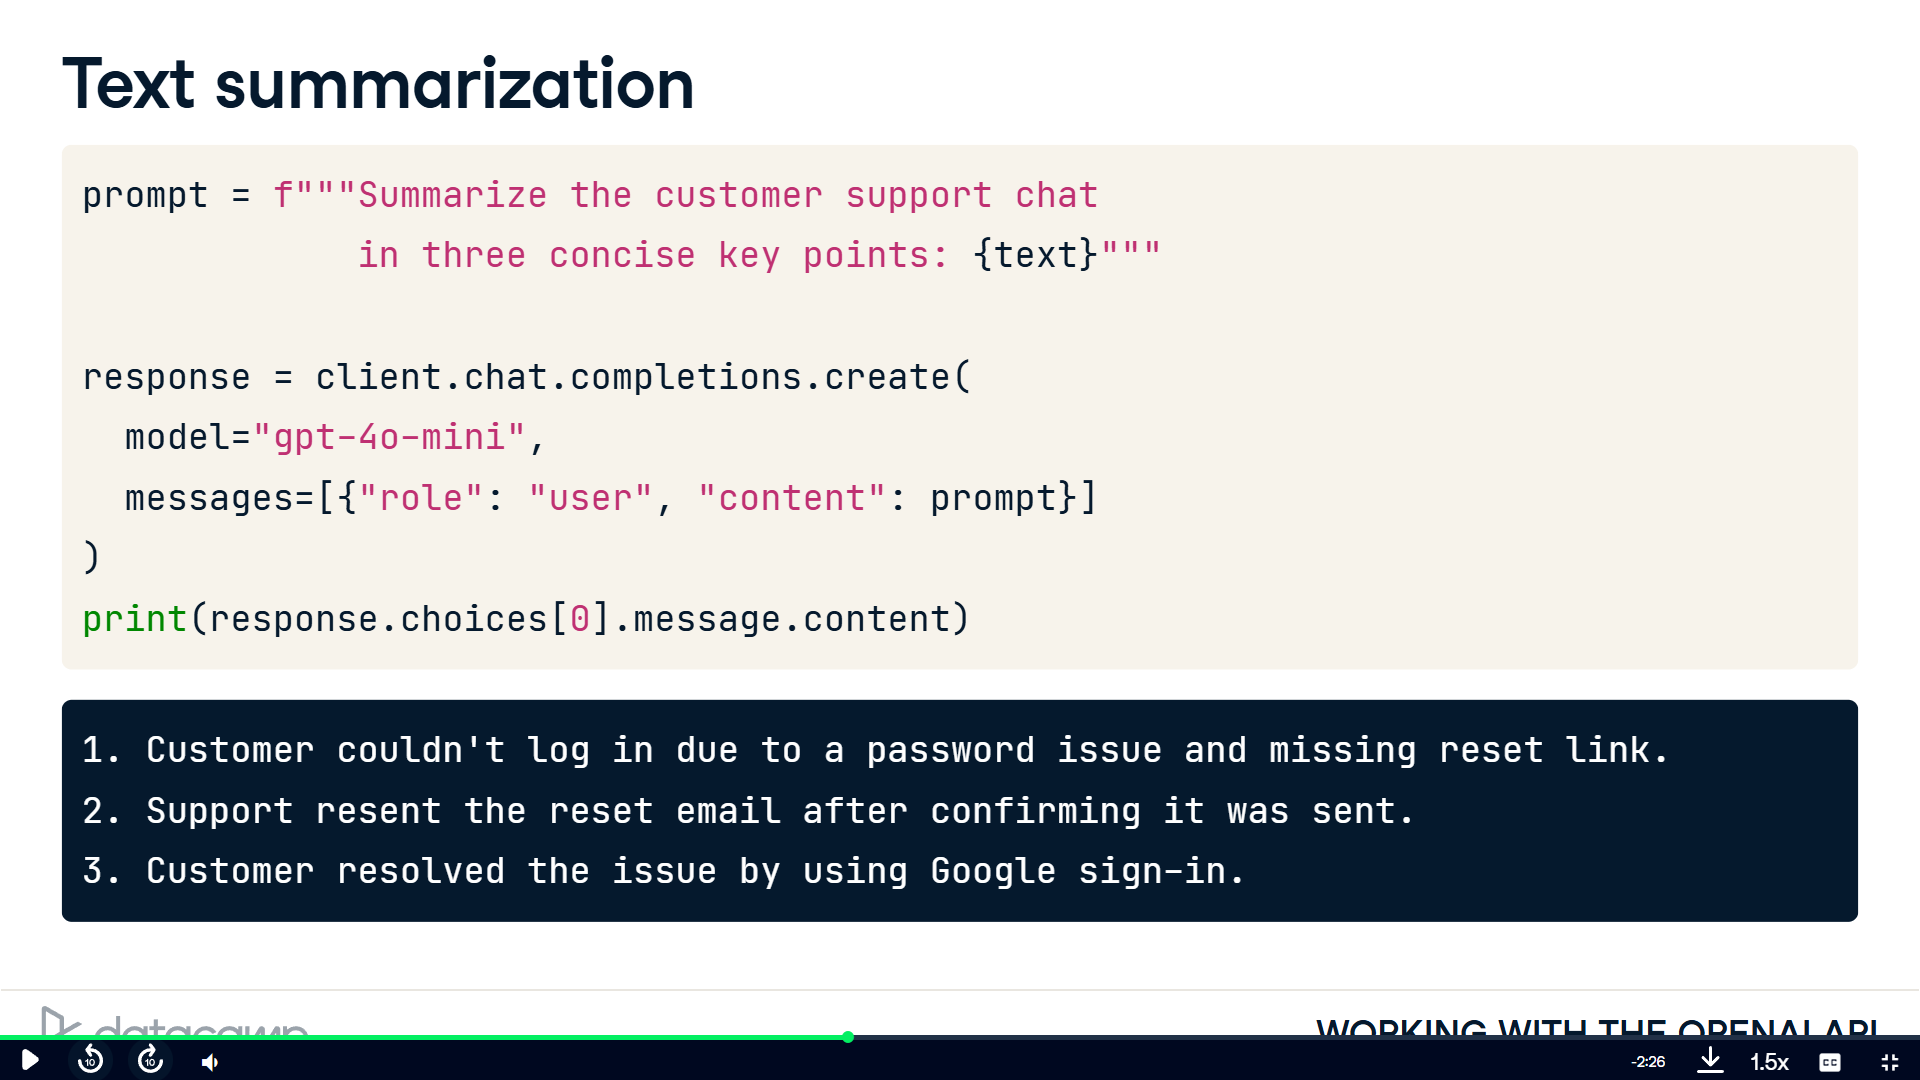 Text summarization
prompt = f"""Summarize the customer support chat
             in three concise key points: {text}"""
response = client.chat.completions.create(
  model="gpt-4o-mini",
  messages=[{"role": "user", "content": prompt}]
)
print(response.choices[0].message.content)
1. Customer couldn't log in due to a password issue and missing reset link.
2. Support resent the reset email after confirming it was sent.
3. Customer resolved the issue by using Google sign-in.
datacamp
WORKING WITH THE OPENAI API
10
10
-2:26
1.5x
CC